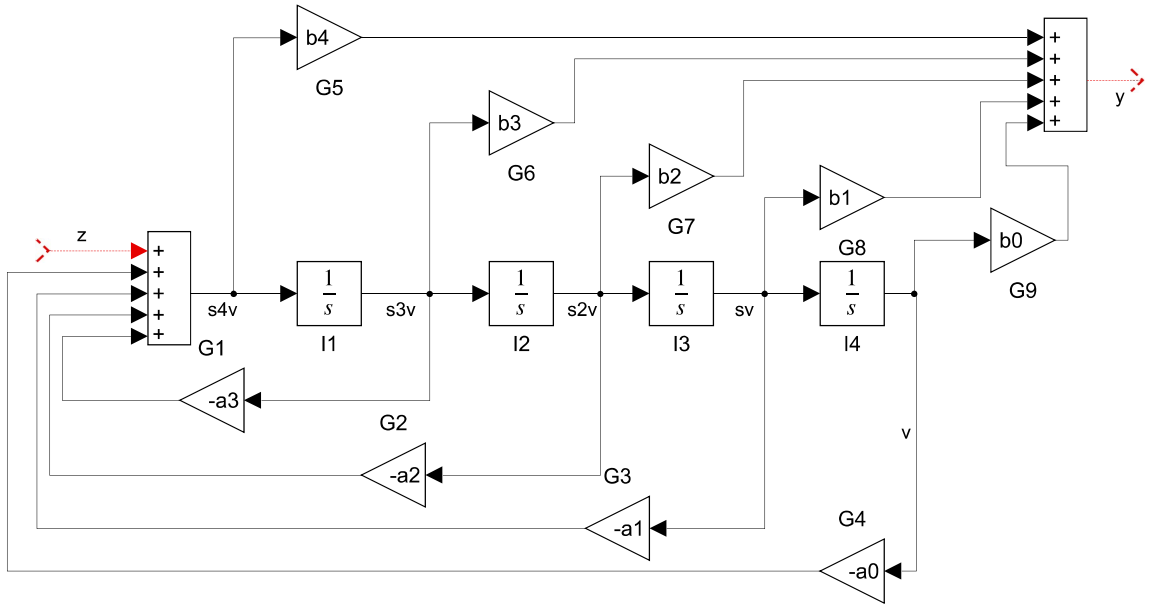 b4
+
G5
+
b3
+
y
+
+
G6
b2
b1
G7
z
+
b0
G8
+
1
s
1
s
1
s
1
s
G9
+
s4v
s3v
s2v
sv
+
+
G1
I1
I2
I3
I4
-a3
G2
v
-a2
G3
-a1
G4
-a0